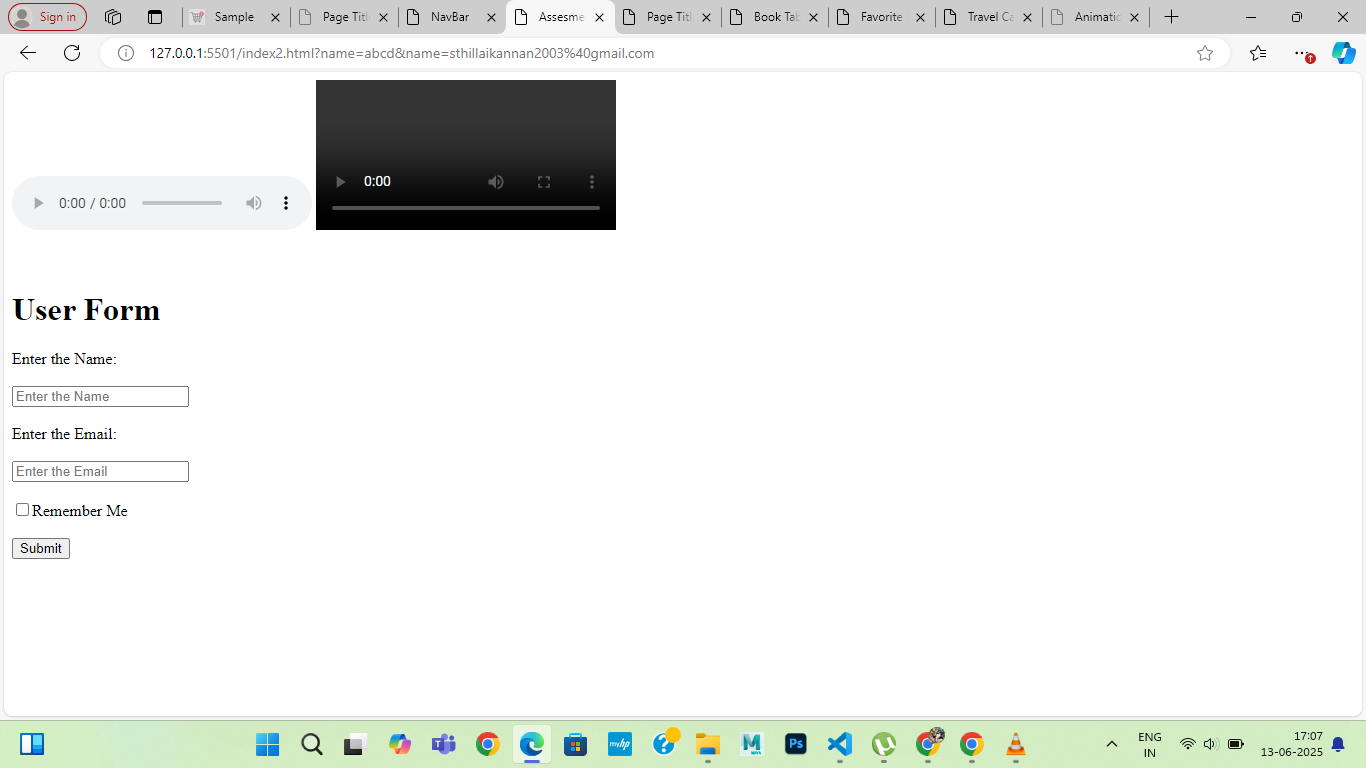 Sign in
Sample
Page Titl
NavBar
Assesme
Page Titl
Book Tab
Favorite
Travel Ca
Animatic
127.0.0.1:5501/index2.html?name=abcd&name=sthillaikannan2003%40gmail.com
0:00 / 0:00
0:00
User Form
Enter the Name:
Enter the Name
Enter the Email:
Enter the Email
Remember Me
Submit
myhp
Ps
ENG
IN
17:07
13-06-2025